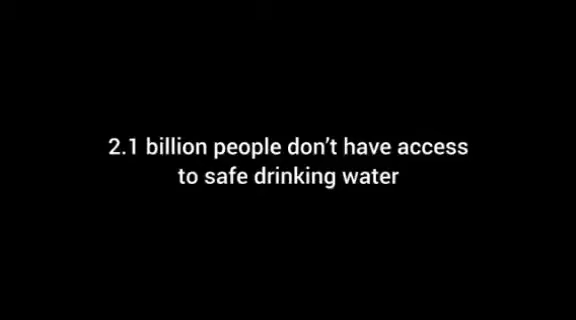 2.1 billion people don’t have access
to safe drinking water